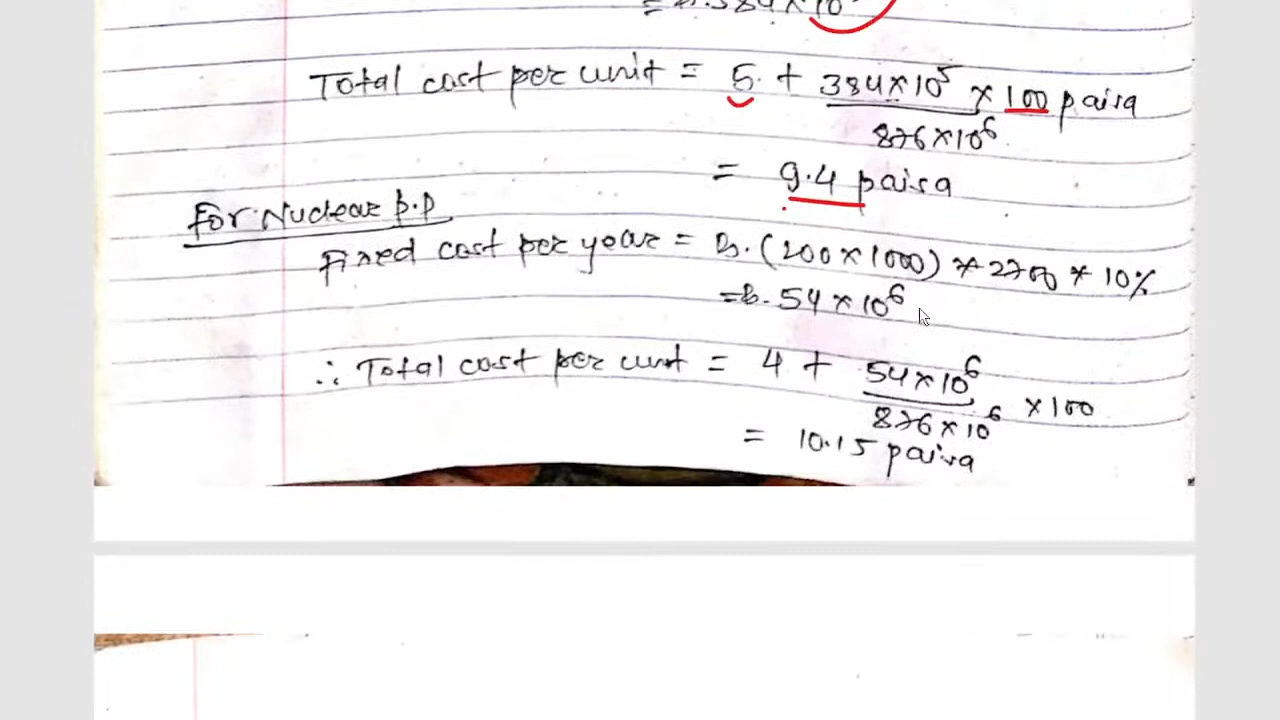 Total cost per unit = 5 + 384×10⁵ / 876×10⁶ × 100 paisa
= 9.4 paisa
For Nuclear p.p
Fixed cost per year = Rs. (200×1000) * 2700 * 10%
= Rs. 54×10⁶
∴ Total cost per unit = 4 + 54×10⁶ / 876×10⁶ ×100
= 10.15 paisa